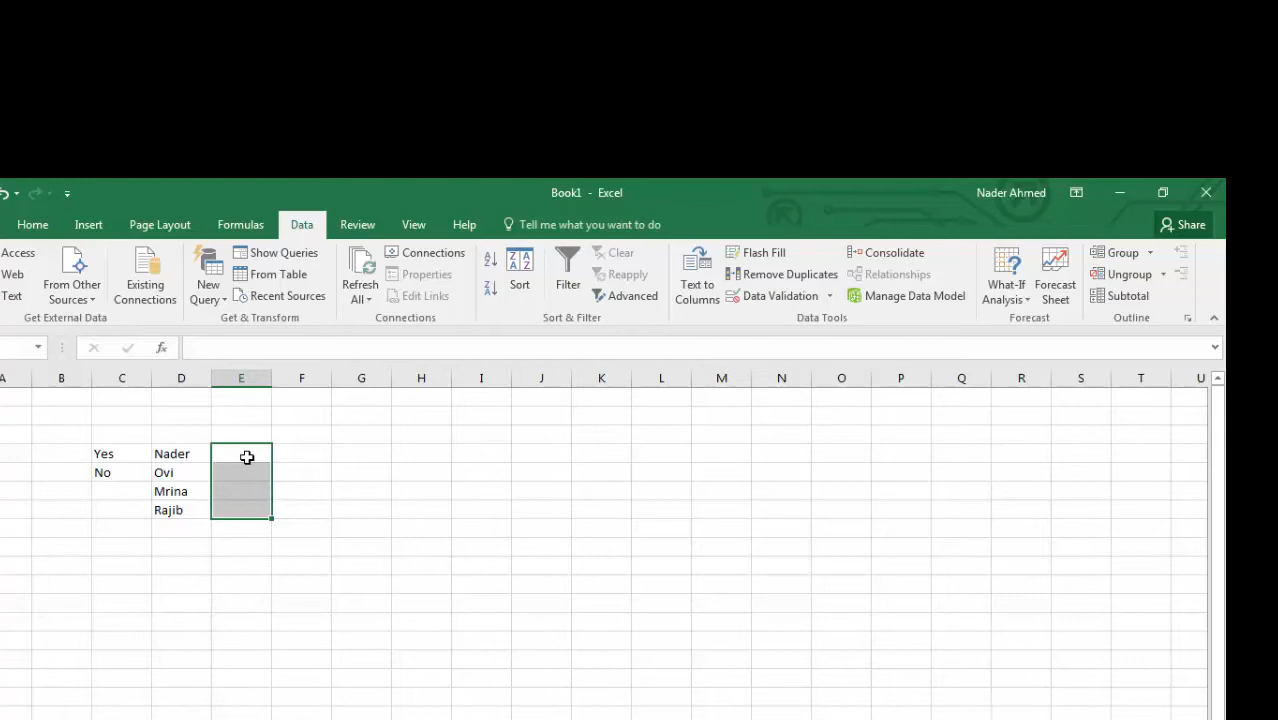 Book1 - Excel
Nader Ahmed
Home Insert Page Layout Formulas Data Review View Help Tell me what you want to do Share
Access
Web
Text
From Other Sources
Existing Connections
Get External Data
New Query
Show Queries
From Table
Recent Sources
Get & Transform
Refresh All
Connections
Properties
Edit Links
Connections
A Z
Z A
Z A A Z
Sort
Filter
Clear
Reapply
Advanced
Sort & Filter
Text to Columns
Flash Fill
Remove Duplicates
Data Validation
Consolidate
Relationships
Manage Data Model
Data Tools
What-If Analysis
Forecast Sheet
Forecast
Group
Ungroup
Subtotal
Outline
fx
A B C D E F G H I J K L M N O P Q R S T U
Yes Nader
No Ovi
Mrina
Rajib